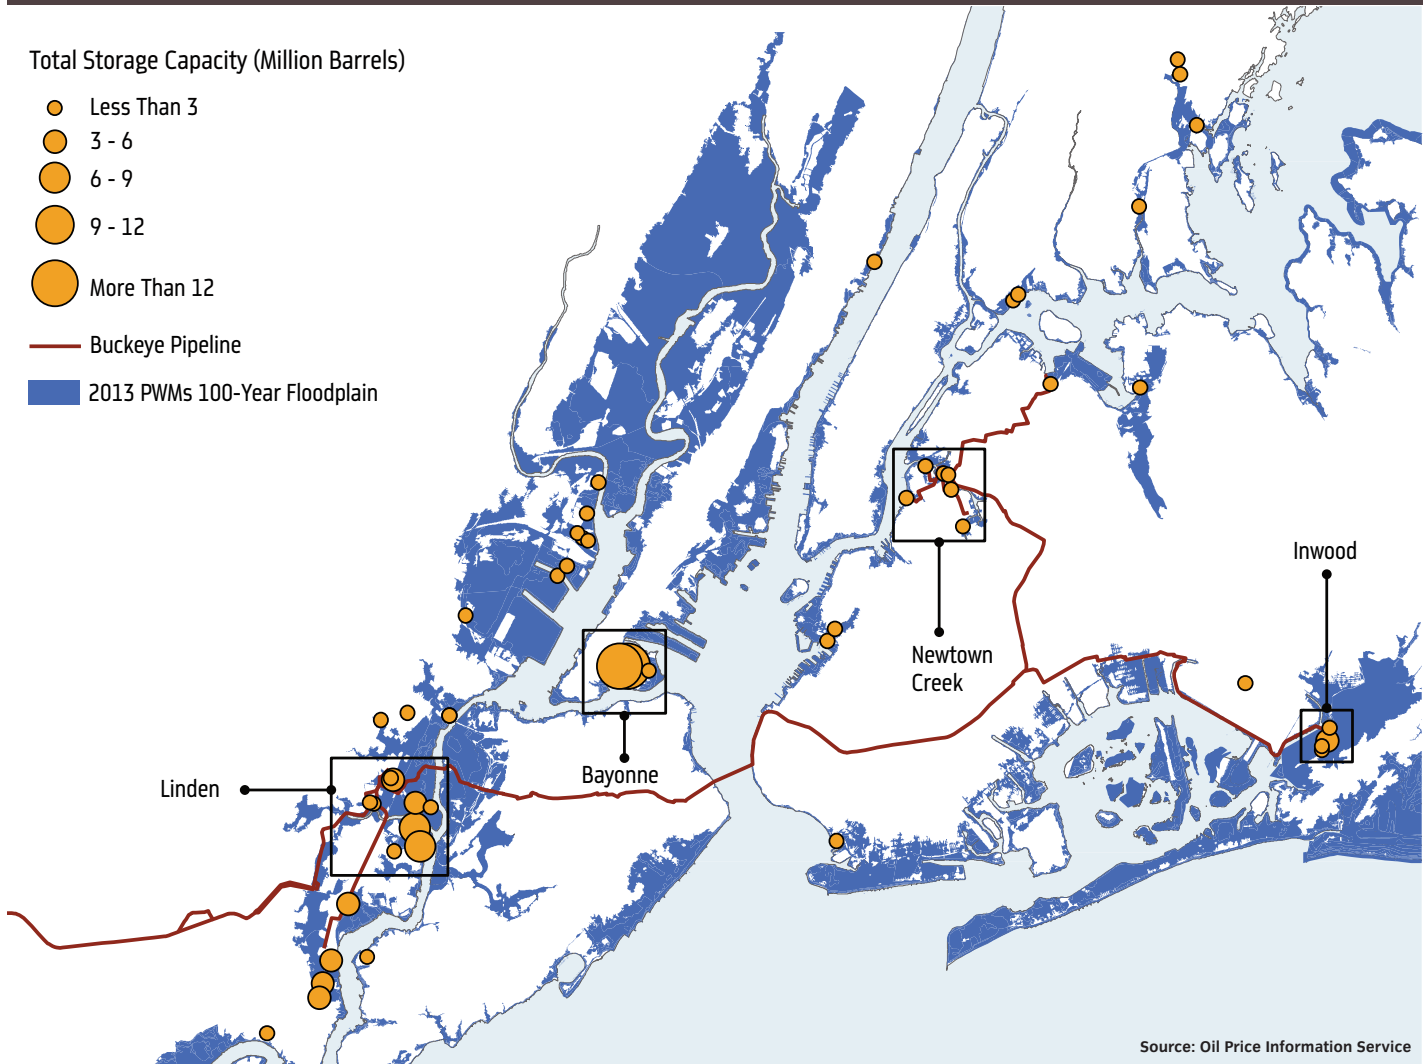 Total Storage Capacity (Million Barrels)
Less Than 3
3 - 6
6 - 9
9 - 12
More Than 12
Buckeye Pipeline
2013 PWMs 100-Year Floodplain
Inwood
Newtown
Creek
Bayonne
Linden
Source: Oil Price Information Service